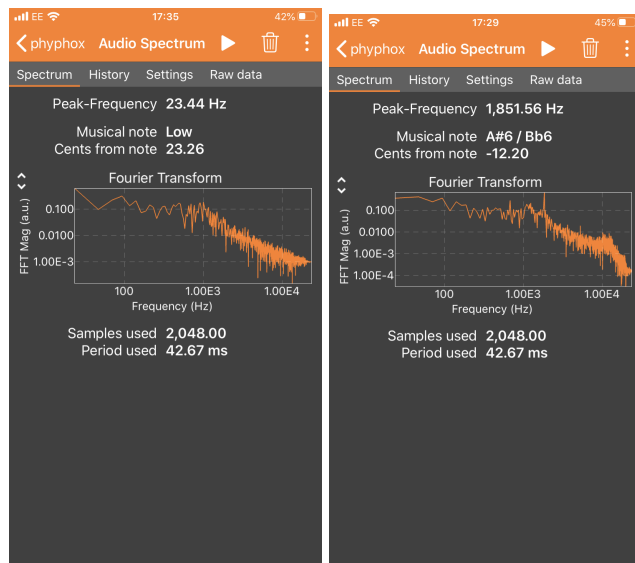 EE 17:35 42%
phyphox Audio Spectrum
Spectrum History Settings Raw data
Peak-Frequency 23.44 Hz
Musical note Low
Cents from note 23.26
Fourier Transform
FFT Mag (a.u.)
0.100
0.0100
1.00E-3
100 1.00E3 1.00E4
Frequency (Hz)
Samples used 2,048.00
Period used 42.67 ms
EE 17:29 45%
phyphox Audio Spectrum
Spectrum History Settings Raw data
Peak-Frequency 1,851.56 Hz
Musical note A#6 / Bb6
Cents from note -12.20
Fourier Transform
FFT Mag (a.u.)
0.100
0.0100
1.00E-3
1.00E-4
100 1.00E3 1.00E4
Frequency (Hz)
Samples used 2,048.00
Period used 42.67 ms